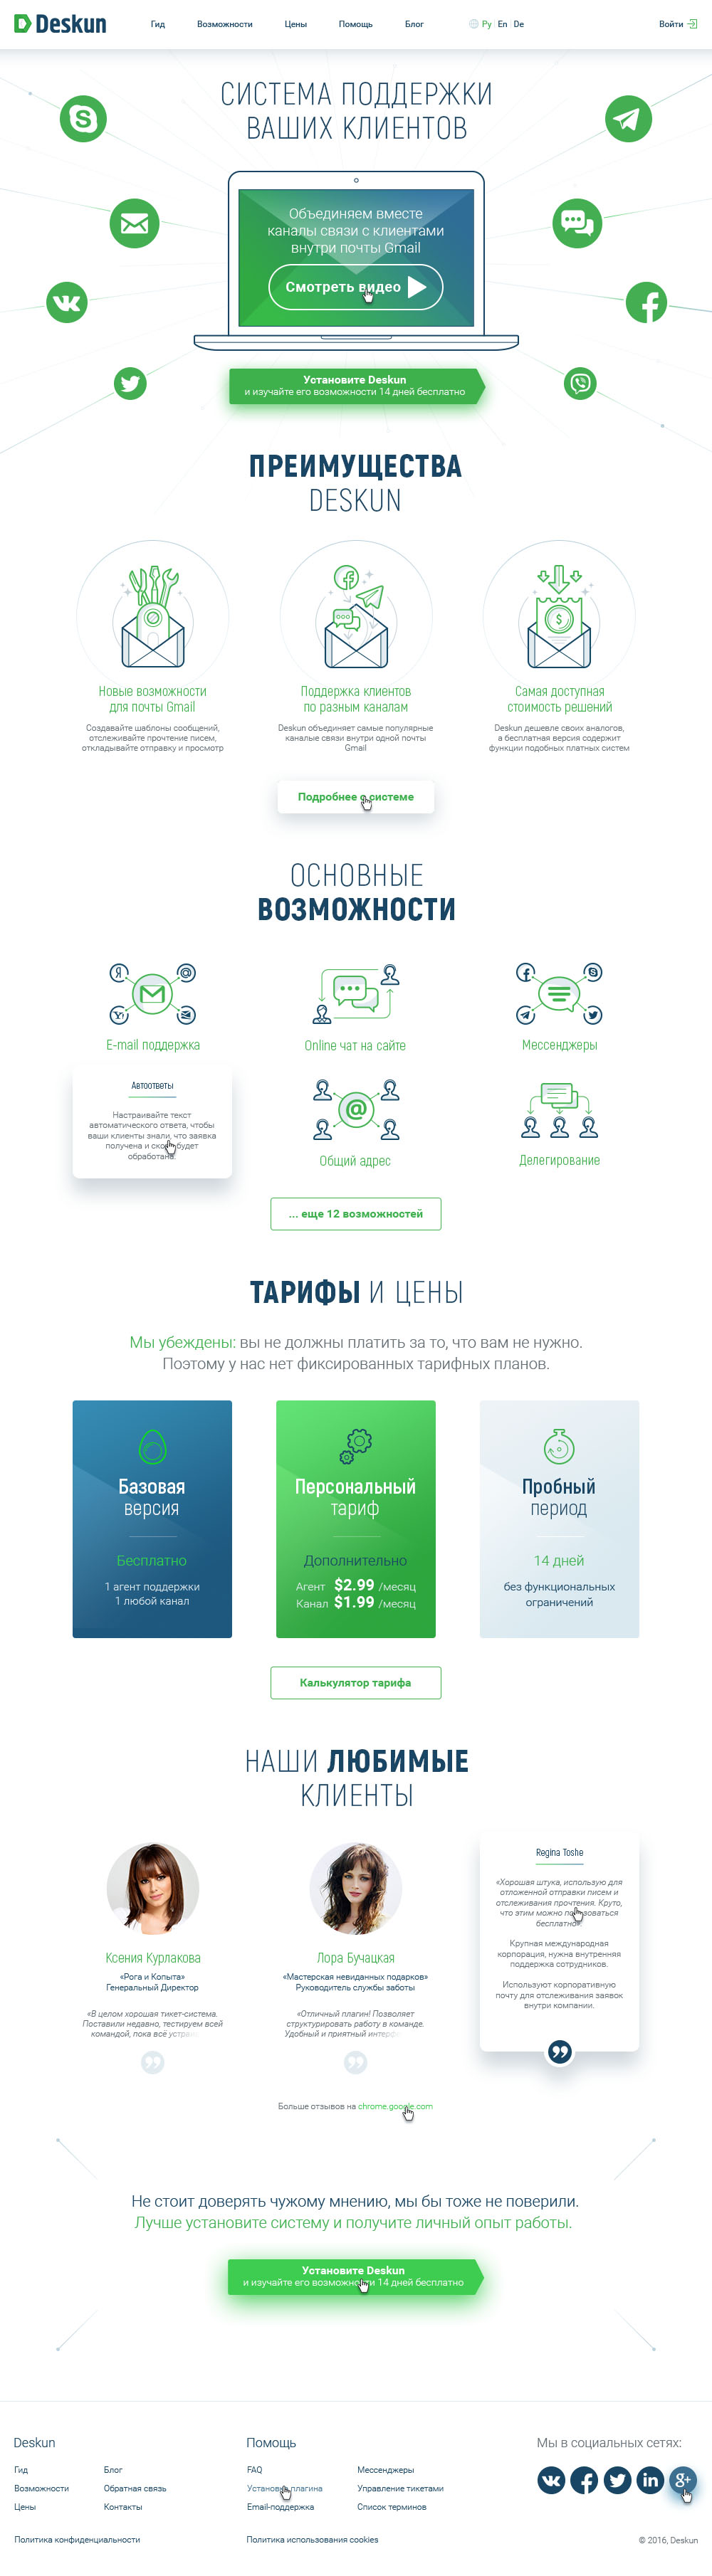 Deskun
Гид
Возможности
Цены
Помощь
Блог
Ру
En
De
Войти
СИСТЕМА ПОДДЕРЖКИ
ВАШИХ КЛИЕНТОВ
Объединяем вместе
каналы связи с клиентами
внутри почты Gmail
Смотреть видео
Установите Deskun
и изучайте его возможности 14 дней бесплатно
ПРЕИМУЩЕСТВА
DESKUN
Новые возможности
для почты Gmail
Создавайте шаблоны сообщений,
отслеживайте прочтение писем,
откладывайте отправку и просмотр
Поддержка клиентов
по разным каналам
Deskun объединяет самые популярные
каналые связи внутри одной почты
Gmail
Самая доступная
стоимость решений
Deskun дешевле своих аналогов,
а бесплатная версия содержит
функции подобных платных систем
Подробнее о системе
ОСНОВНЫЕ
ВОЗМОЖНОСТИ
E-mail поддержка
Online чат на сайте
Мессенджеры
Автоответы
Настраивайте текст
автоматического ответа, чтобы
ваши клиенты знали, что заявка
получена и скоро будет
обработана.
Общий адрес
Делегирование
... еще 12 возможностей
ТАРИФЫ И ЦЕНЫ
Мы убеждены: вы не должны платить за то, что вам не нужно.
Поэтому у нас нет фиксированных тарифных планов.
Базовая
версия
Бесплатно
1 агент поддержки
1 любой канал
Персональный
тариф
Дополнительно
Агент $2.99 /месяц
Канал $1.99 /месяц
Пробный
период
14 дней
без функциональных
ограничений
Калькулятор тарифа
НАШИ ЛЮБИМЫЕ
КЛИЕНТЫ
Ксения Курлакова
«Рога и Копыта»
Генеральный Директор
«В целом хорошая тикет-система.
Поставили недавно, тестируем всей
командой, пока всё устраи
Лора Бучацкая
«Мастерская невиданных подарков»
Руководитель службы заботы
«Отличный плагин! Позволяет
структурировать работу в команде.
Удобный и приятный интерф
Regina Toshe
«Хорошая штука, использую для
отложенной отправки писем и
отслеживания прочтения. Круто,
что этим можно пользоваться
бесплатно»
Крупная международная
корпорация, нужна внутренняя
поддержка сотрудников.
Используют корпоративную
почту для отслеживания заявок
внутри компании.
Больше отзывов на chrome.google.com
Не стоит доверять чужому мнению, мы бы тоже не поверили.
Лучше установите систему и получите личный опыт работы.
Установите Deskun
и изучайте его возможности 14 дней бесплатно
Deskun
Гид
Блог
Возможности
Обратная связь
Цены
Контакты
Политика конфиденциальности
Помощь
FAQ
Мессенджеры
Установка плагина
Управление тикетами
Email-поддержка
Список терминов
Политика использования cookies
Мы в социальных сетях:
© 2016, Deskun